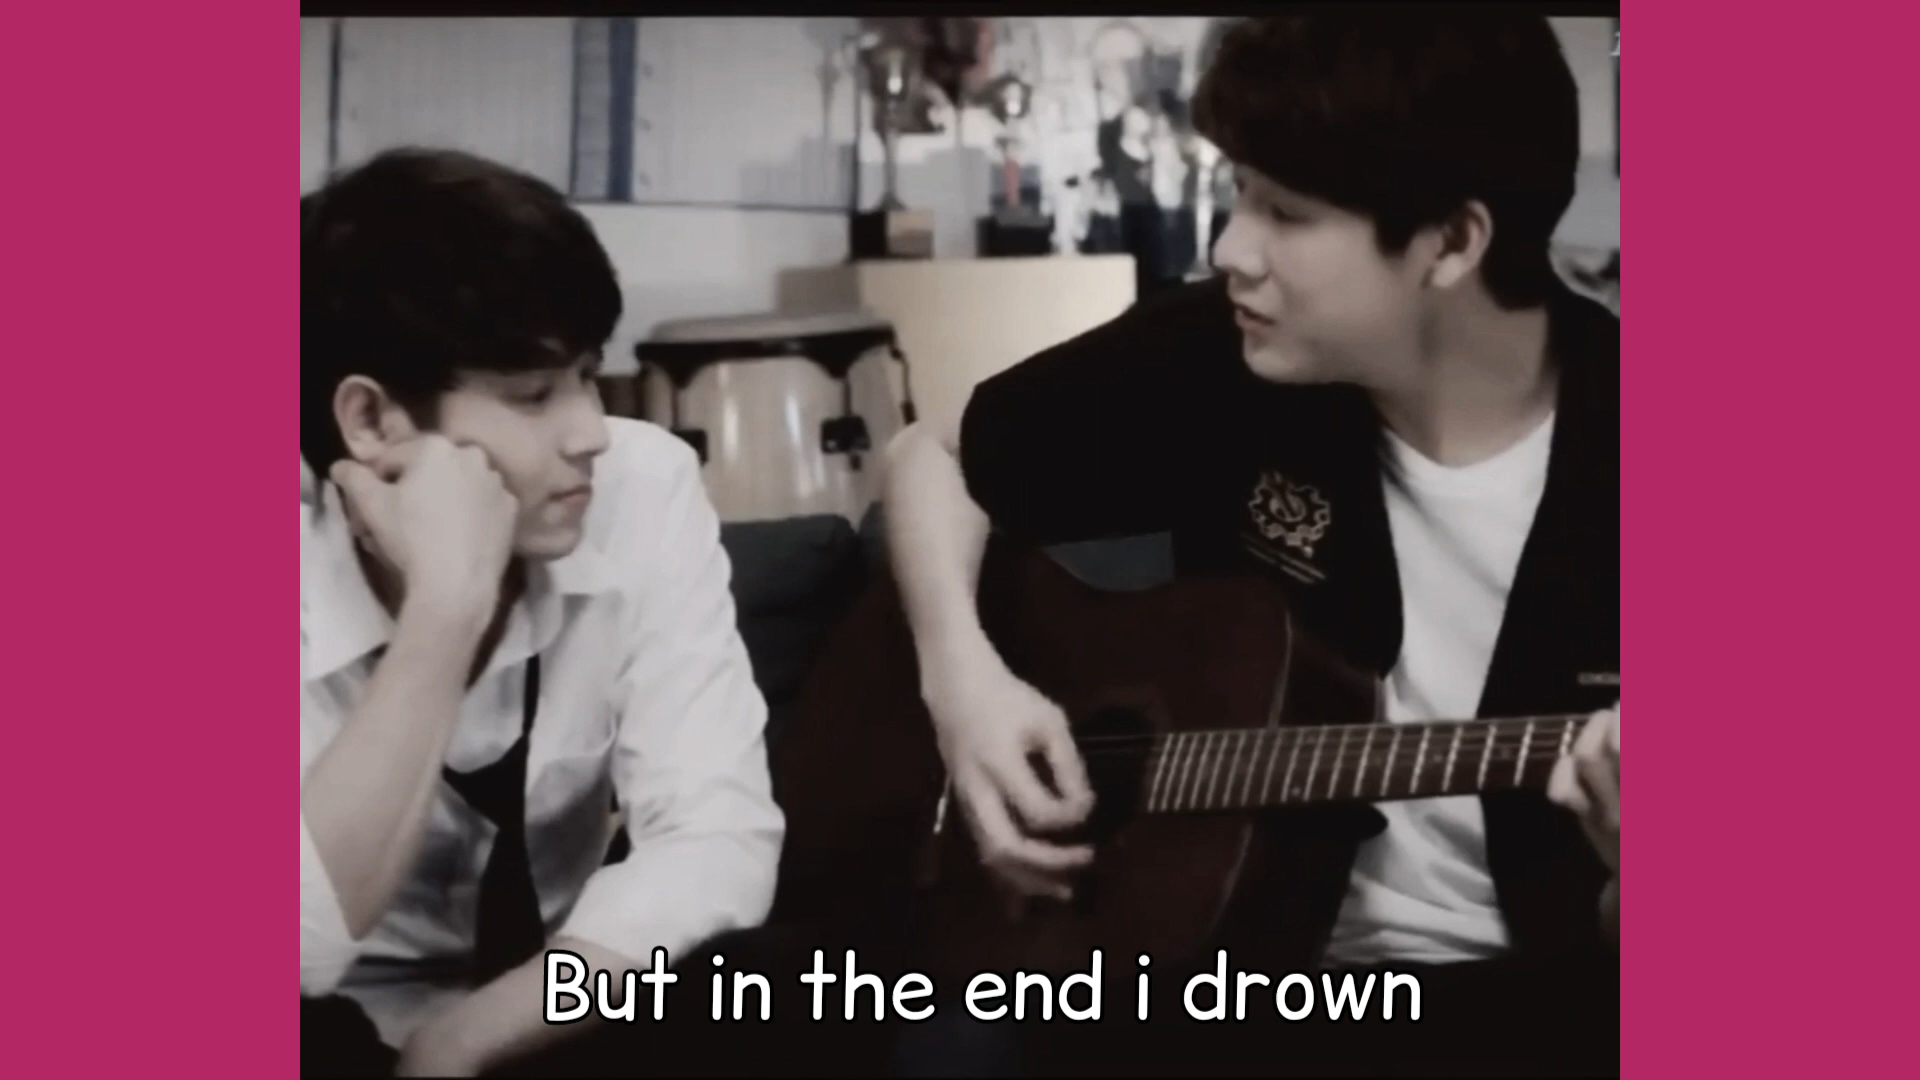 But in the end i drown